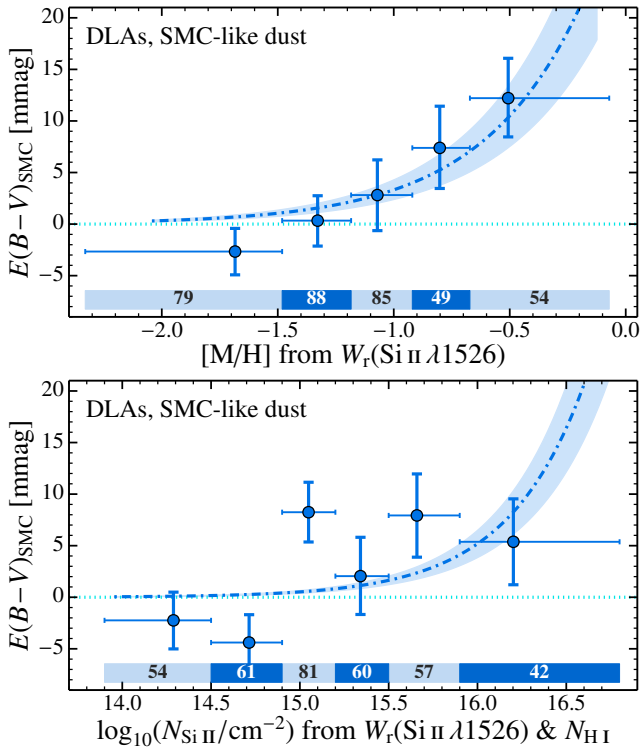 DLAs, SMC-like dust
E(B−V)SMC [mmag]
20
15
10
5
0
−5
79 88 85 49 54
−2.0 −1.5 −1.0 −0.5 0.0
[M/H] from Wr(Si II λ1526)
DLAs, SMC-like dust
E(B−V)SMC [mmag]
20
15
10
5
0
−5
54 61 81 60 57 42
14.0 14.5 15.0 15.5 16.0 16.5
log10(NSi II/cm−2) from Wr(Si II λ1526) & NH I